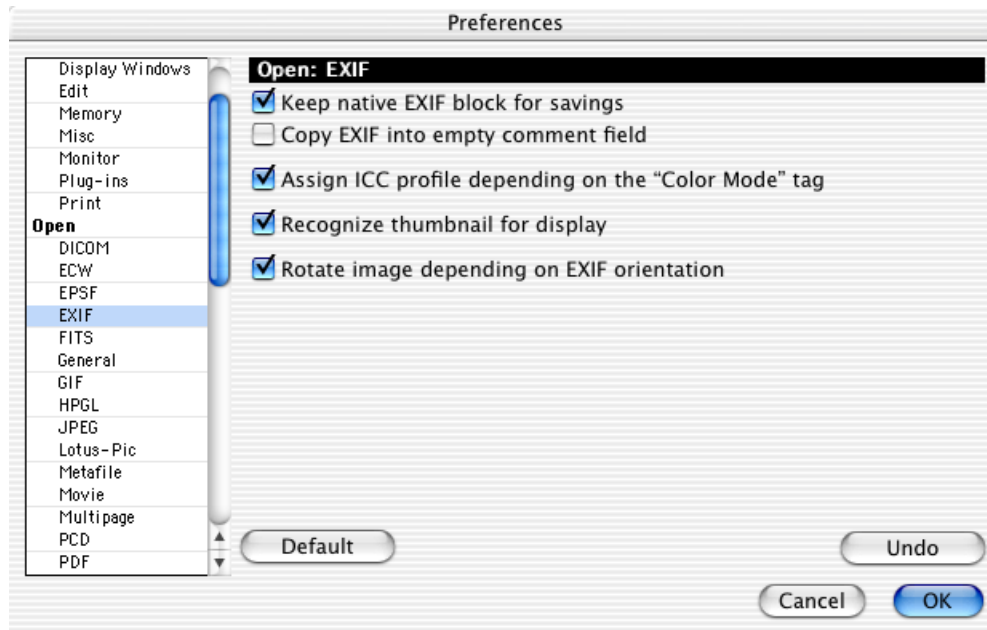 Preferences
Display Windows
Edit
Memory
Misc
Monitor
Plug-ins
Print
Open
DICOM
ECW
EPSF
EXIF
FITS
General
GIF
HPGL
JPEG
Lotus-Pic
Metafile
Movie
Multipage
PCD
PDF
Open: EXIF
Keep native EXIF block for savings
Copy EXIF into empty comment field
Assign ICC profile depending on the “Color Mode” tag
Recognize thumbnail for display
Rotate image depending on EXIF orientation
Default
Undo
Cancel
OK